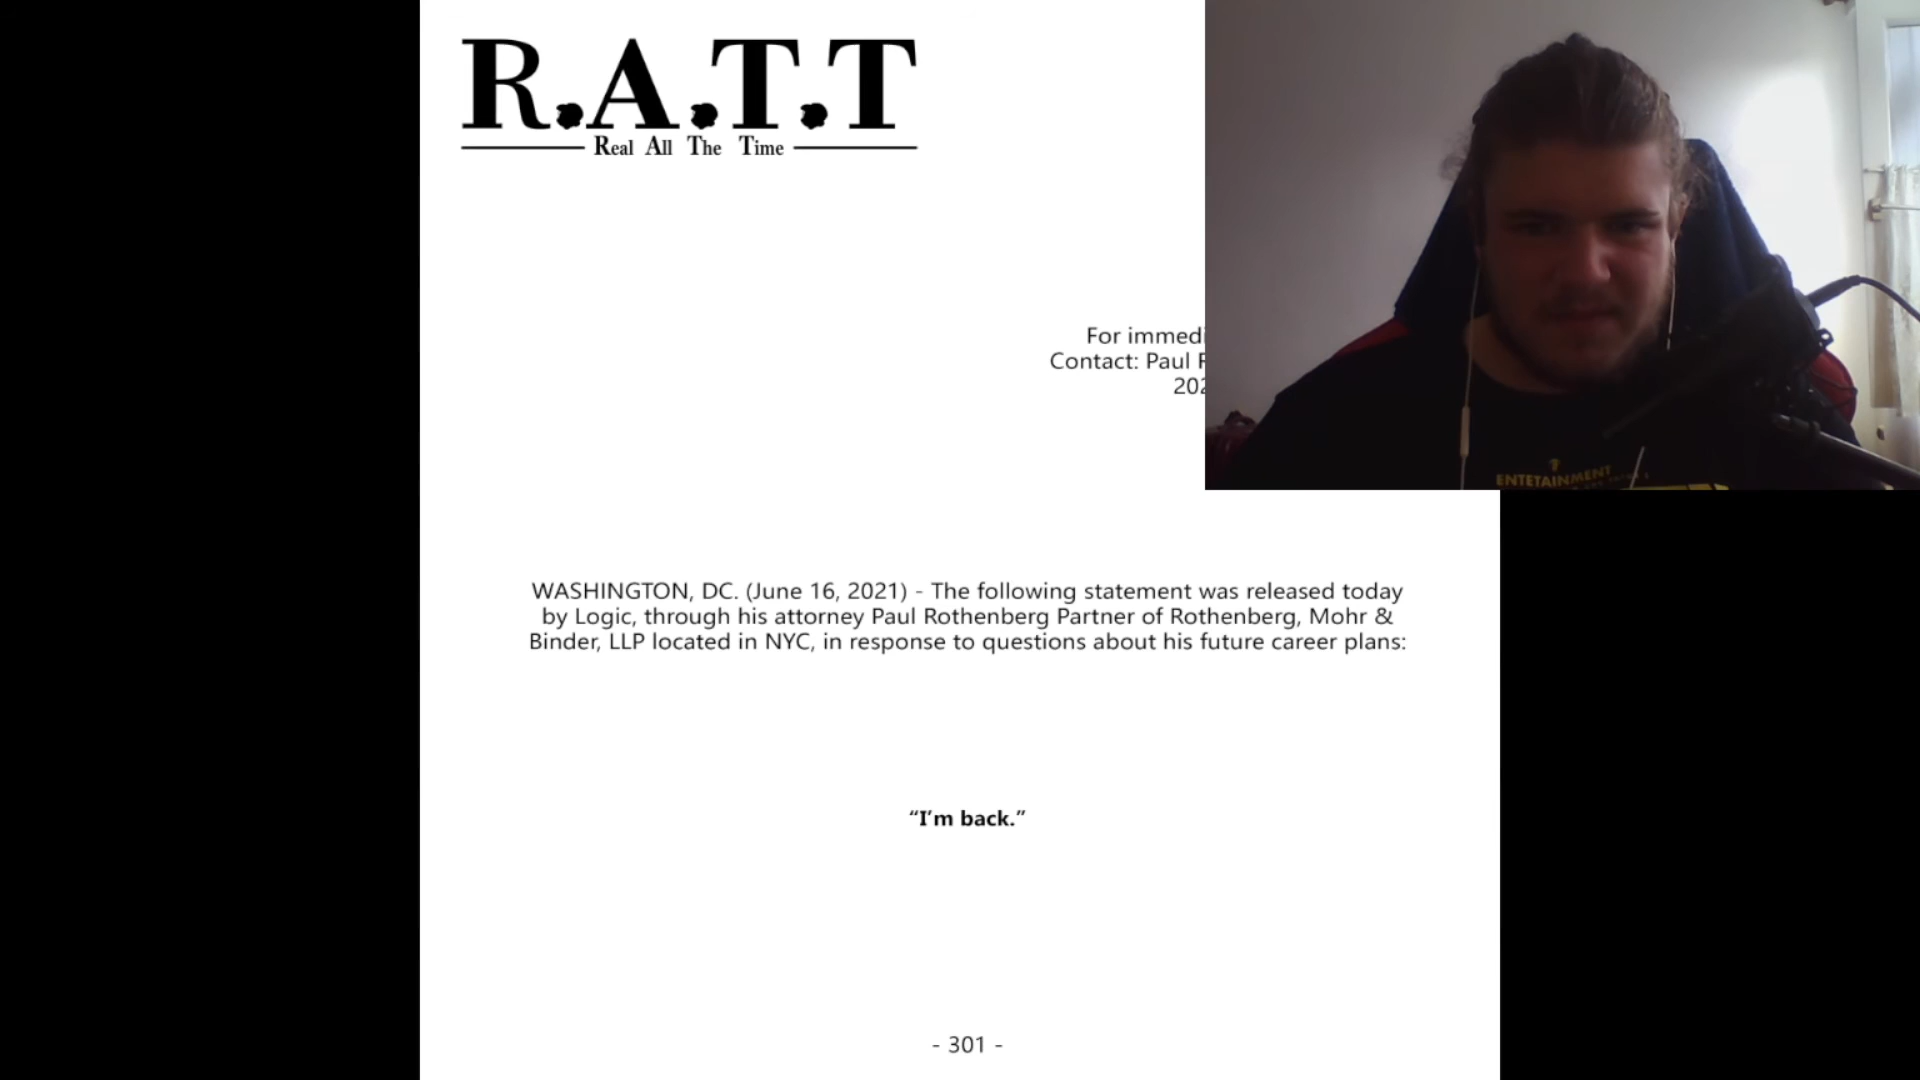 R.A.T.T
Real All The Time
For immedi
Contact: Paul
202
WASHINGTON, DC. (June 16, 2021) - The following statement was released today
by Logic, through his attorney Paul Rothenberg Partner of Rothenberg, Mohr &
Binder, LLP located in NYC, in response to questions about his future career plans:
“I’m back.”
- 301 -
ENTETAINMENT